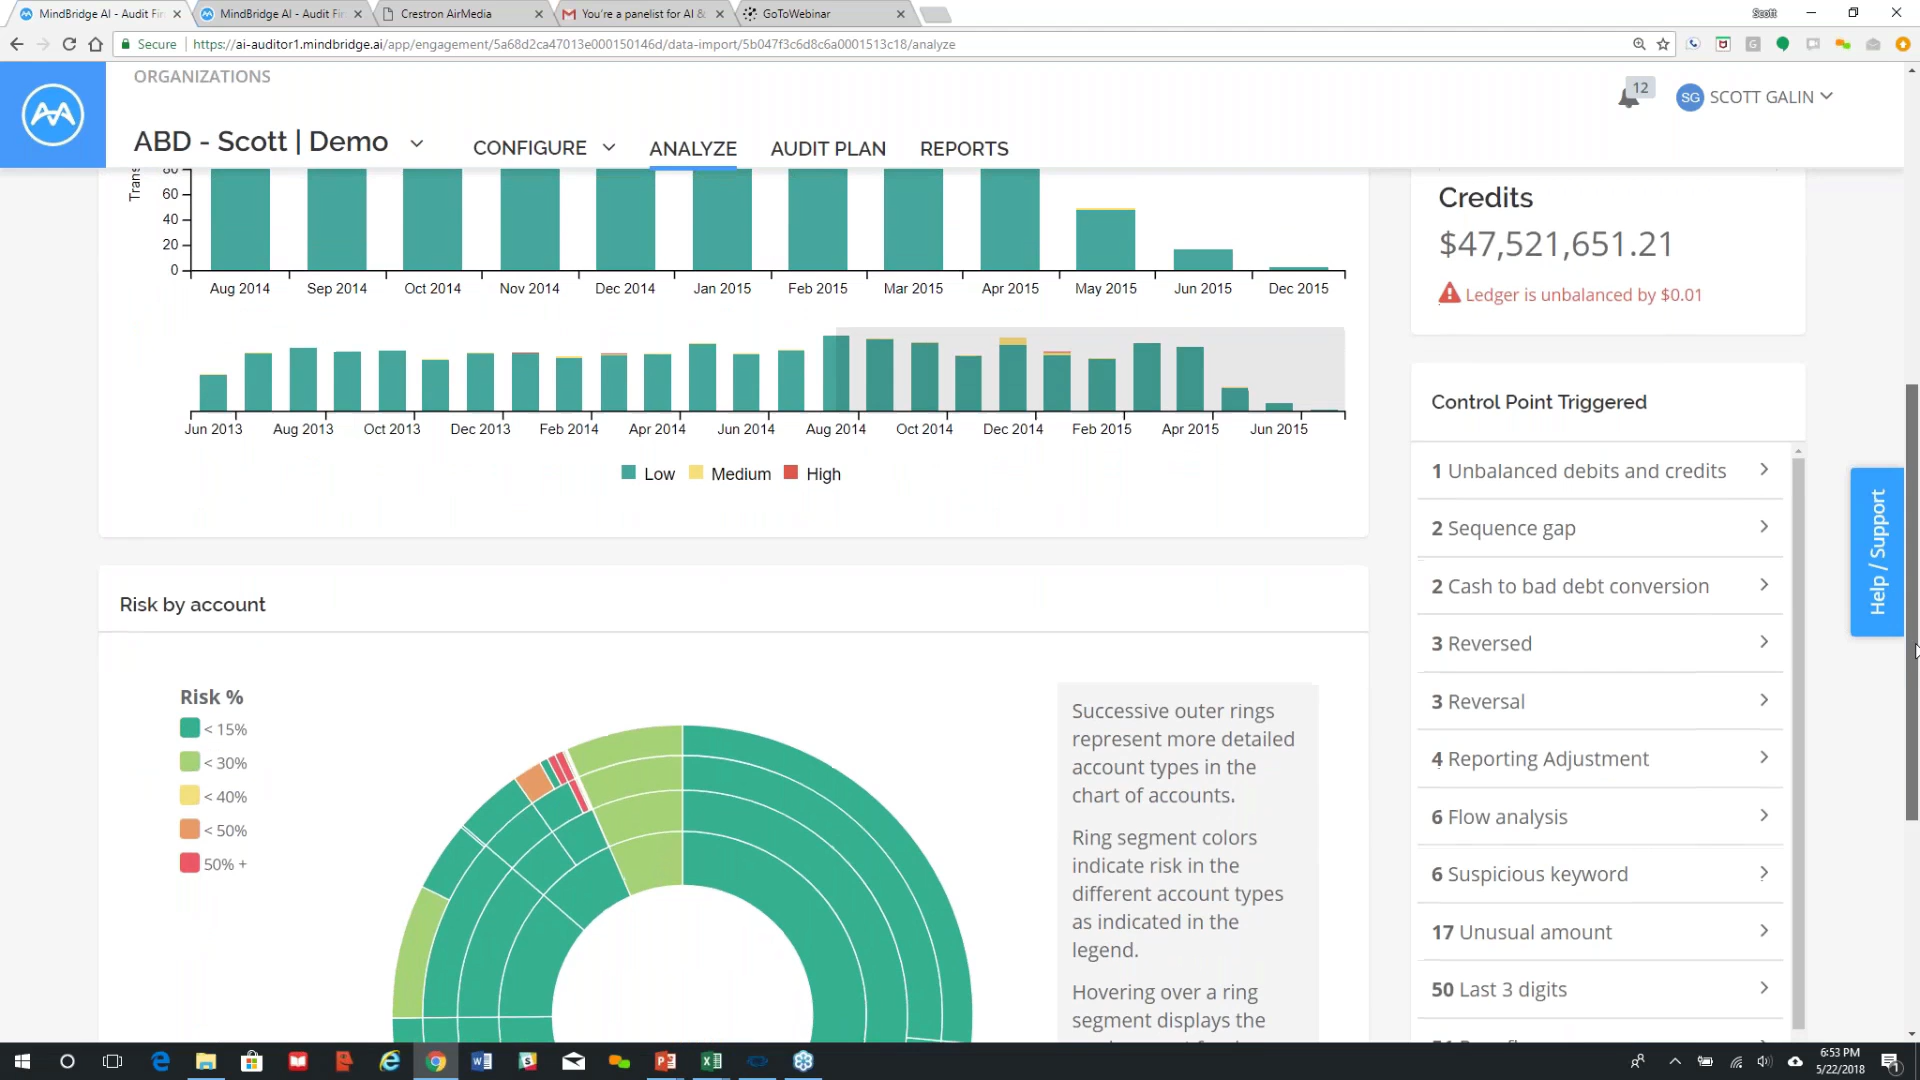 MindBridge AI - Audit Fi
MindBridge AI - Audit Fi
Crestron AirMedia
You're a panelist for AI &
GoToWebinar
Scott
Secure
https://ai-auditor1.mindbridge.ai/app/engagement/5a68d2ca47013e000150146d/data-import/5b047f3c6d8c6a0001513c18/analyze
ORGANIZATIONS
ABD - Scott | Demo
CONFIGURE
ANALYZE
AUDIT PLAN
REPORTS
12
SG
SCOTT GALIN
Trans
80
60
40
20
0
Aug 2014
Sep 2014
Oct 2014
Nov 2014
Dec 2014
Jan 2015
Feb 2015
Mar 2015
Apr 2015
May 2015
Jun 2015
Dec 2015
Jun 2013
Aug 2013
Oct 2013
Dec 2013
Feb 2014
Apr 2014
Jun 2014
Aug 2014
Oct 2014
Dec 2014
Feb 2015
Apr 2015
Jun 2015
Low
Medium
High
Credits
$47,521,651.21
Ledger is unbalanced by $0.01
Control Point Triggered
1 Unbalanced debits and credits
2 Sequence gap
2 Cash to bad debt conversion
3 Reversed
3 Reversal
4 Reporting Adjustment
6 Flow analysis
6 Suspicious keyword
17 Unusual amount
50 Last 3 digits
Help / Support
Risk by account
Risk %
< 15%
< 30%
< 40%
< 50%
50% +
Successive outer rings
represent more detailed
account types in the
chart of accounts.
Ring segment colors
indicate risk in the
different account types
as indicated in the
legend.
Hovering over a ring
segment displays the
6:53 PM
5/22/2018
1